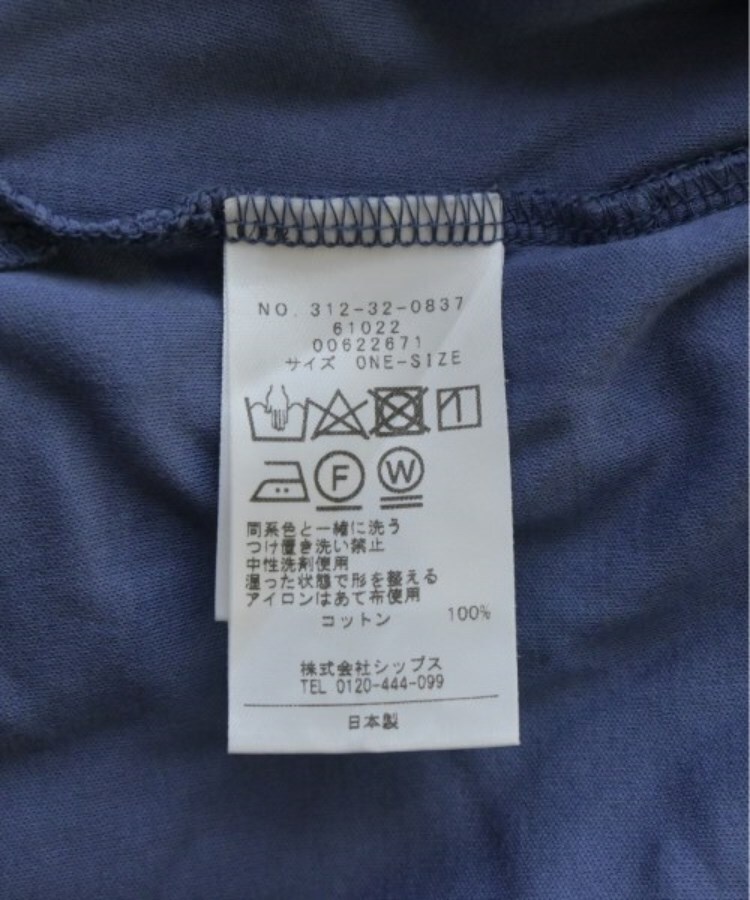 NO. 312-32-0837
61022
00622671
サイズ ONE-SIZE
F W
同系色と一緒に洗う
つけ置き洗い禁止
中性洗剤使用
湿った状態で形を整える
アイロンはあて布使用
コットン 100%
株式会社シップス
TEL 0120-444-099
日本製